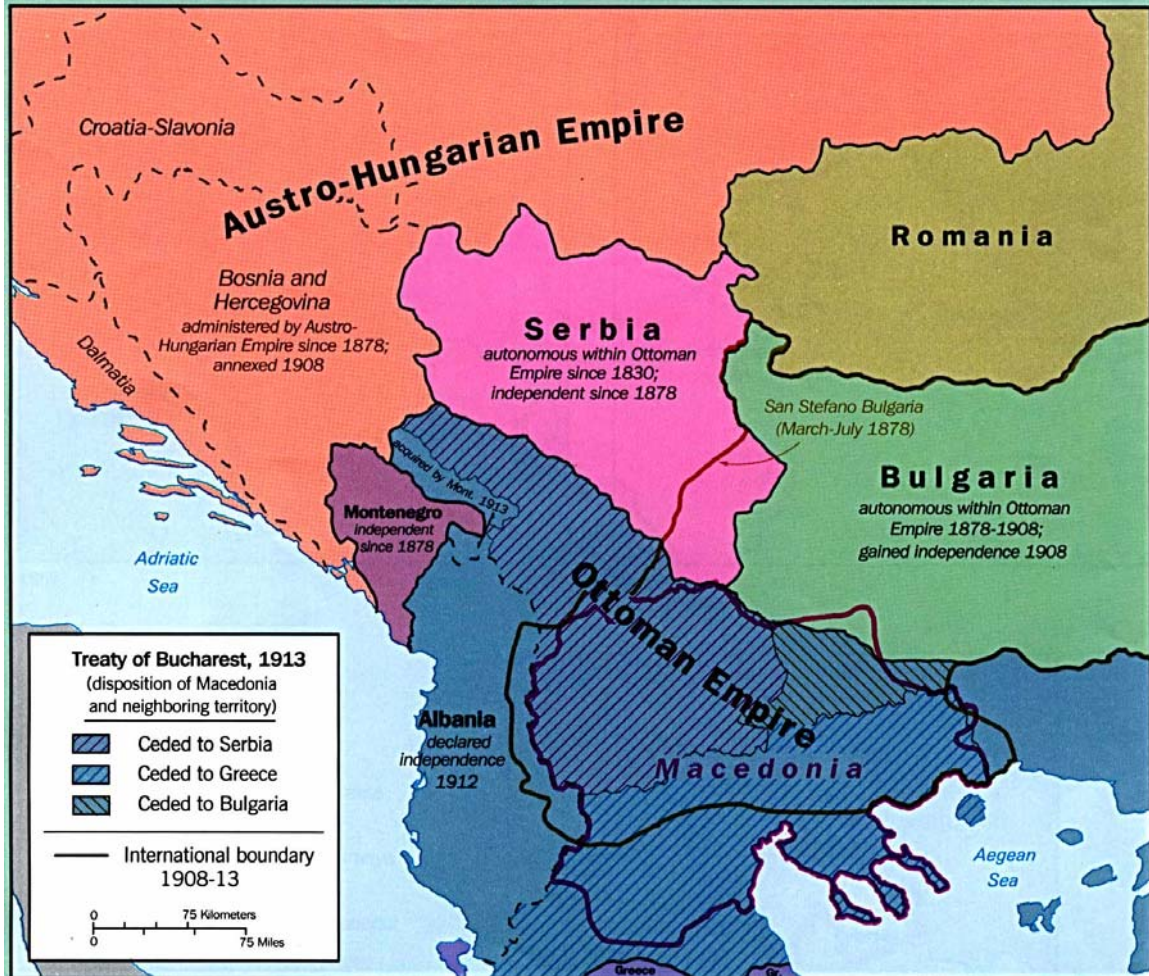 Croatia-Slavonia
Austro-Hungarian Empire
Romania
Bosnia and
Hercegovina
administered by Austro-
Hungarian Empire since 1878;
annexed 1908
Dalmatia
Serbia
autonomous within Ottoman
Empire since 1830;
independent since 1878
San Stefano Bulgaria
(March-July 1878)
Bulgaria
autonomous within Ottoman
Empire 1878-1908;
gained independence 1908
acquired by Mont. 1913
Montenegro
independent
since 1878
Adriatic
Sea
Ottoman Empire
Albania
declared
independence
1912
Macedonia
Aegean
Sea
Greece
Treaty of Bucharest, 1913
(disposition of Macedonia
and neighboring territory)
Ceded to Serbia
Ceded to Greece
Ceded to Bulgaria
International boundary
1908-13
0 75 Kilometers
0 75 Miles